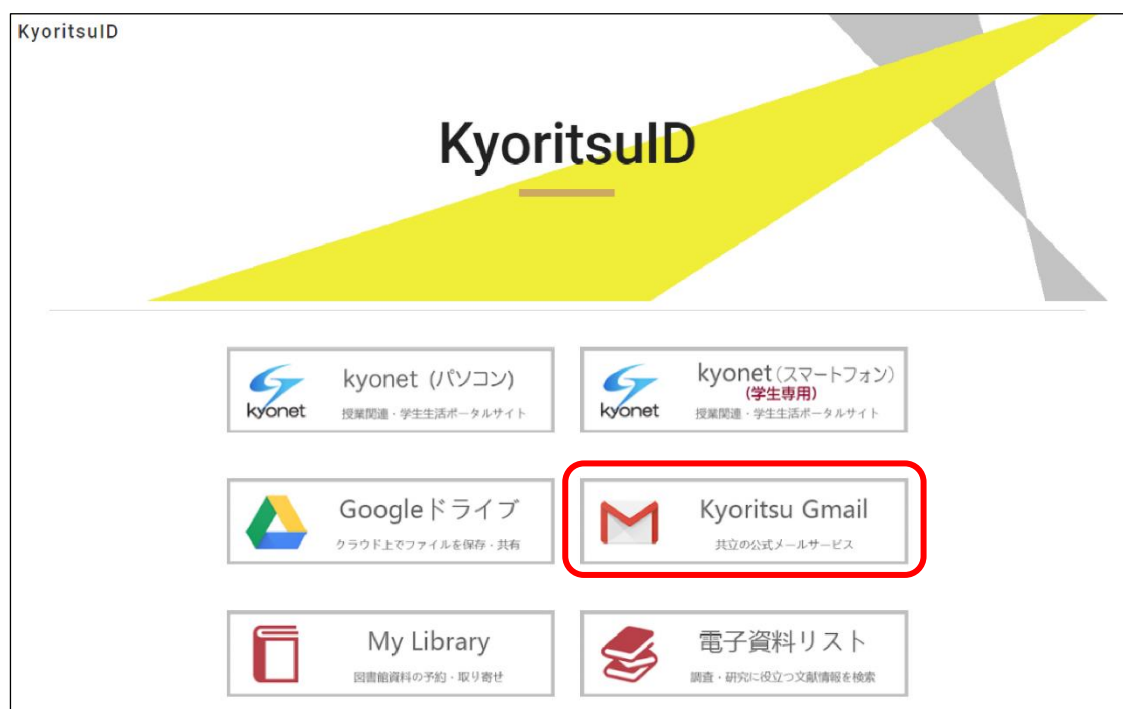 KyoritsuID
KyoritsuID
kyonet (パソコン)
kyonet
授業関連・学生生活ポータルサイト
kyonet (スマートフォン)
(学生専用)
kyonet
授業関連・学生生活ポータルサイト
Googleドライブ
クラウド上でファイルを保存・共有
Kyoritsu Gmail
共立の公式メールサービス
My Library
図書館資料の予約・取り寄せ
電子資料リスト
調査・研究に役立つ文献情報を検索